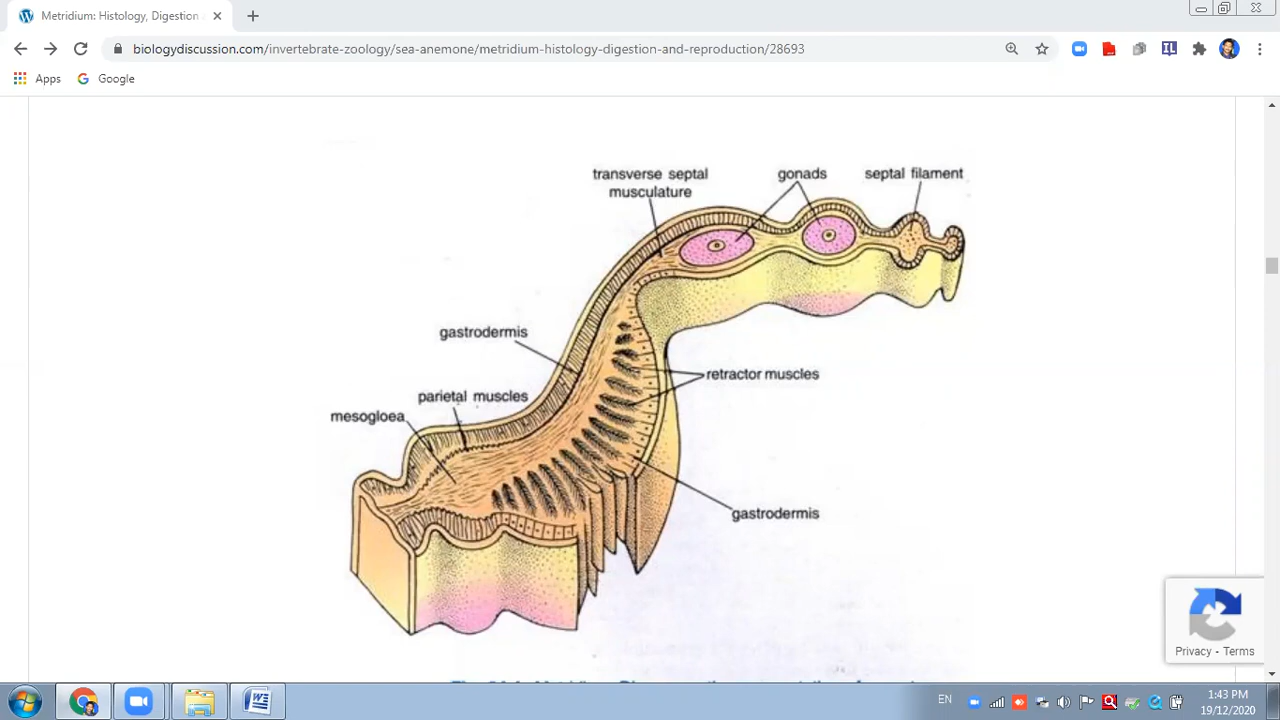 Metridium: Histology, Digestion
biologydiscussion.com/invertebrate-zoology/sea-anemone/metridium-histology-digestion-and-reproduction/28693
Apps
Google
transverse septal
musculature
gonads
septal filament
gastrodermis
parietal muscles
mesogloea
retractor muscles
gastrodermis
Privacy - Terms
EN
1:43 PM
19/12/2020